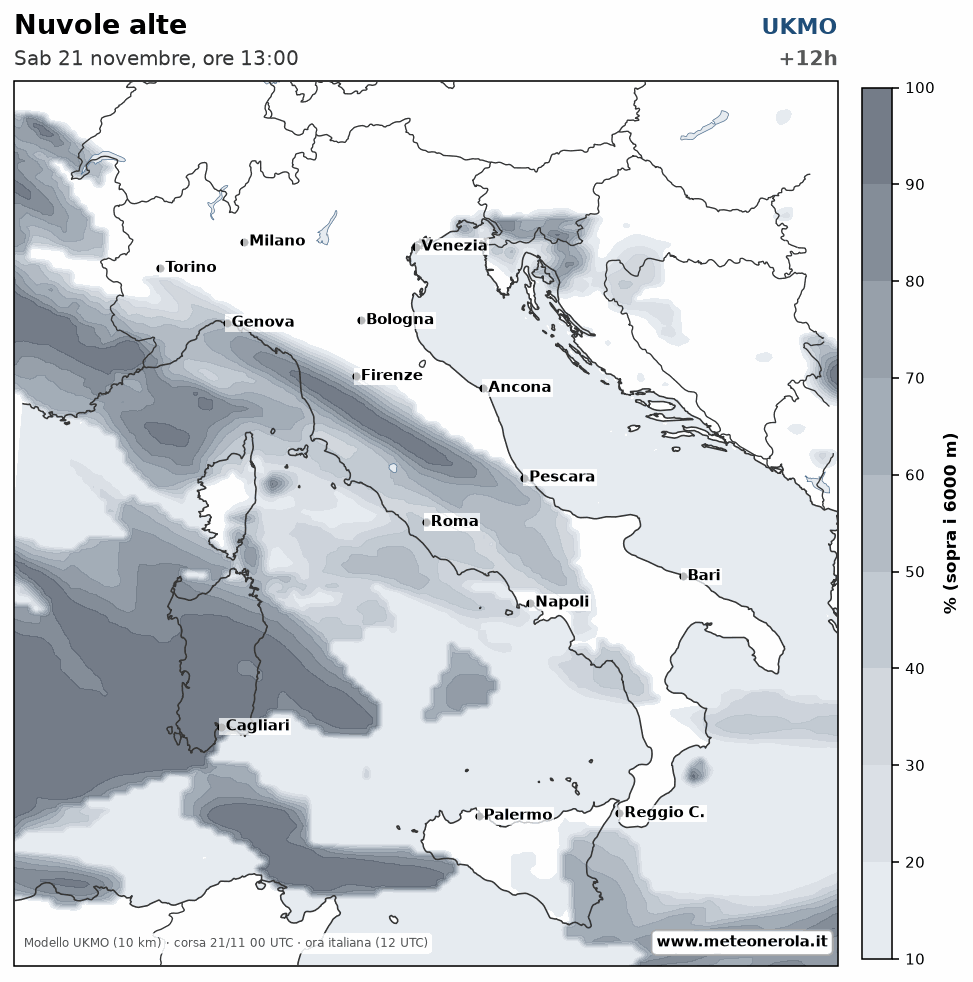 Nuvole alte
UKMO
Sab 21 novembre, ore 13:00
+12h
Milano
Venezia
Torino
Genova
Bologna
Firenze
Ancona
Pescara
Roma
Bari
Napoli
Cagliari
Palermo
Reggio C.
Modello UKMO (10 km) · corsa 21/11 00 UTC · ora italiana (12 UTC)
www.meteonerola.it
100
90
80
70
60
50
40
30
20
10
% (sopra i 6000 m)